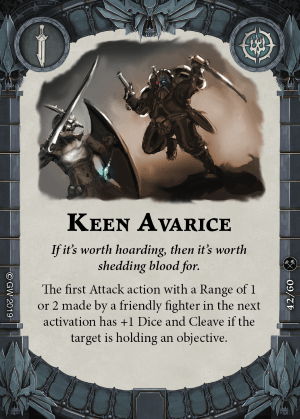 KEEN AVARICE
If it's worth hoarding, then it's worth
shedding blood for.
The first Attack action with a Range of 1
or 2 made by a friendly fighter in the next
activation has +1 Dice and Cleave if the
target is holding an objective.
©GW 2019
42/60